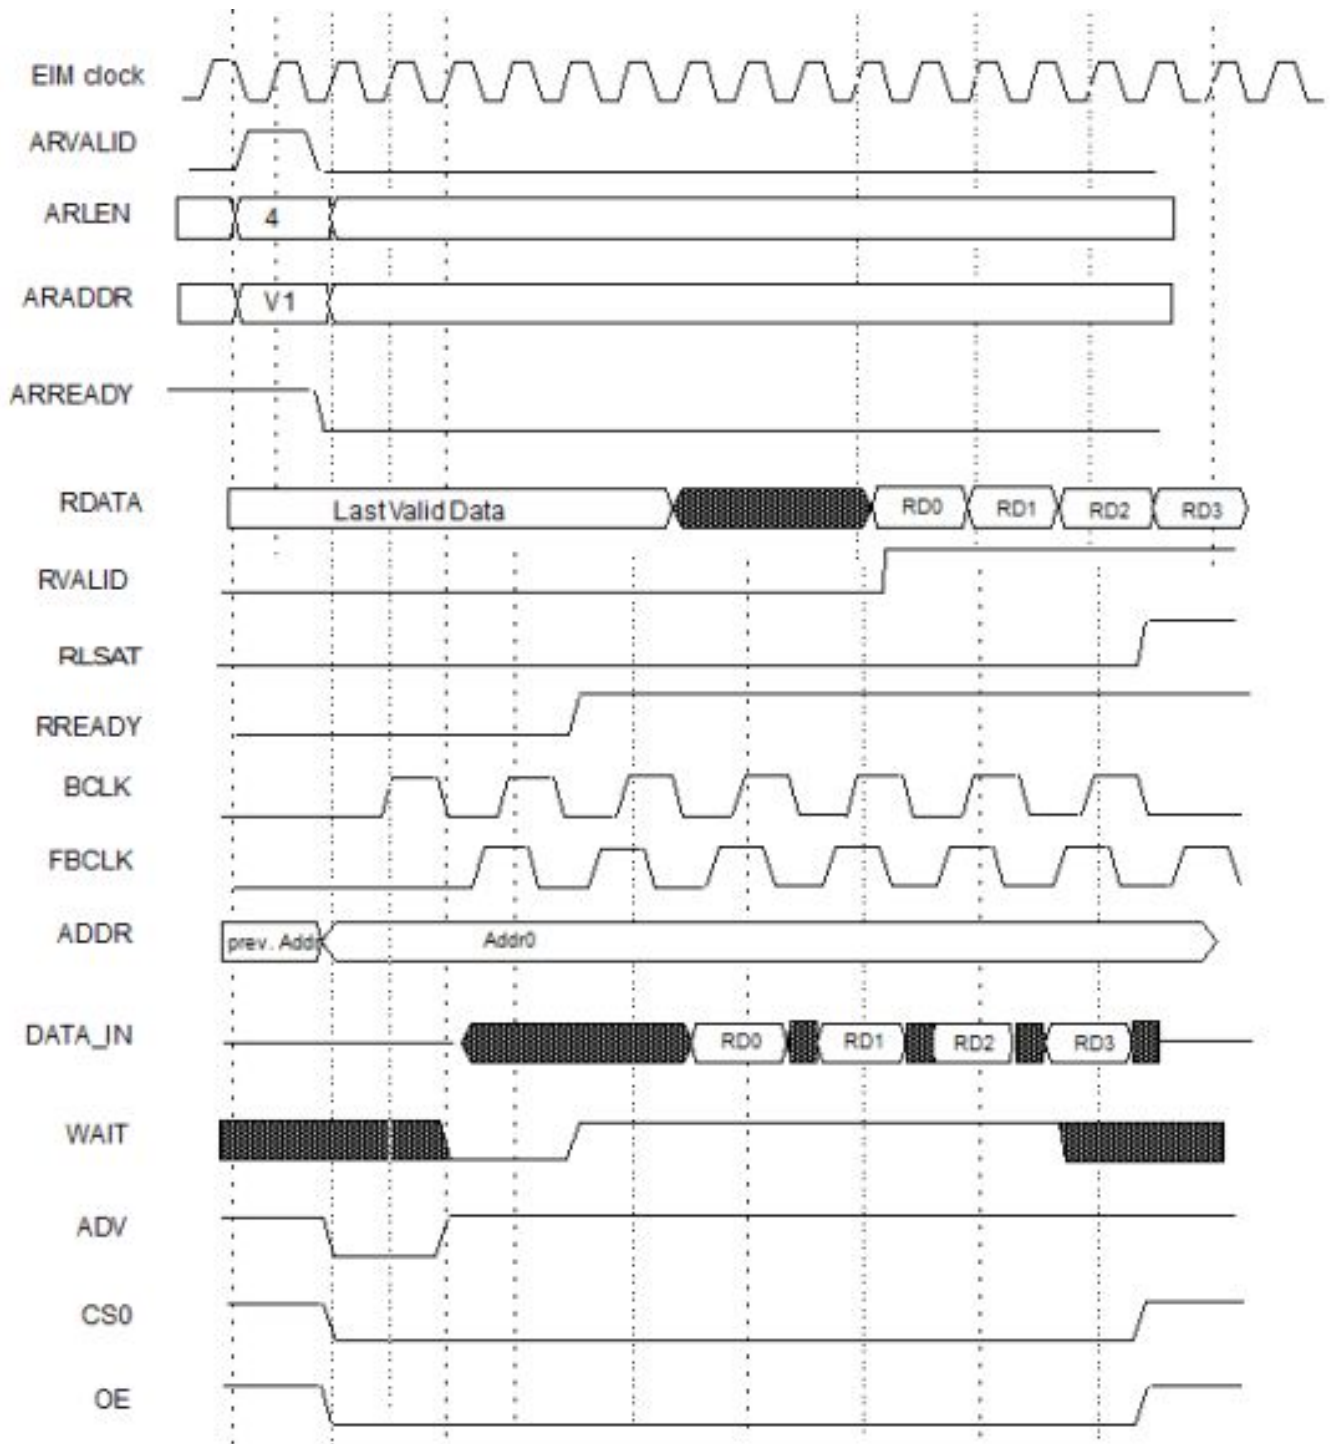 EIM clock
ARVALID
ARLEN
4
ARADDR
V1
ARREADY
RDATA
Last Valid Data
RD0
RD1
RD2
RD3
RVALID
RLSAT
RREADY
BCLK
FBCLK
ADDR
prev. Addr
Addr0
DATA_IN
RD0
RD1
RD2
RD3
WAIT
ADV
CS0
OE